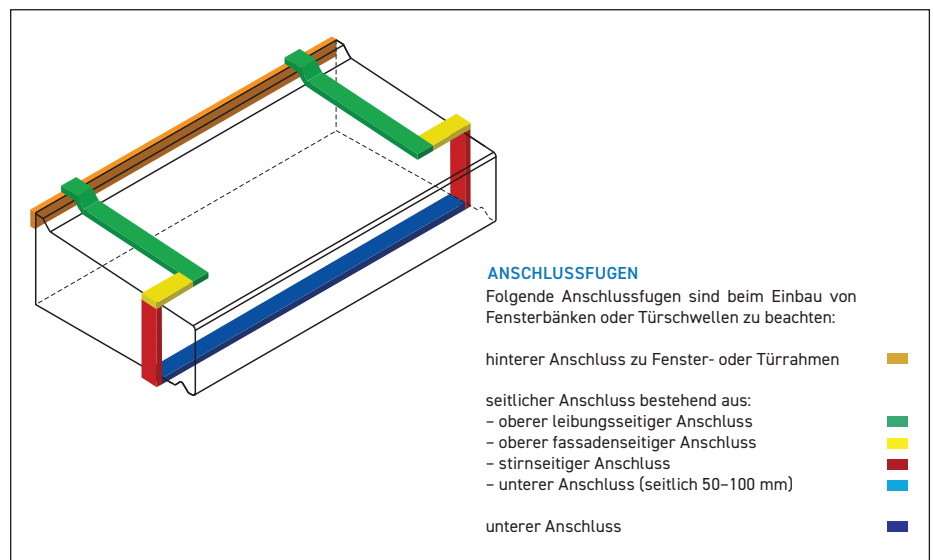 ANSCHLUSSFUGEN
Folgende Anschlussfugen sind beim Einbau von
Fensterbänken oder Türschwellen zu beachten:
hinterer Anschluss zu Fenster- oder Türrahmen
seitlicher Anschluss bestehend aus:
– oberer leibungsseitiger Anschluss
– oberer fassadenseitiger Anschluss
– stirnseitiger Anschluss
– unterer Anschluss (seitlich 50–100 mm)
unterer Anschluss